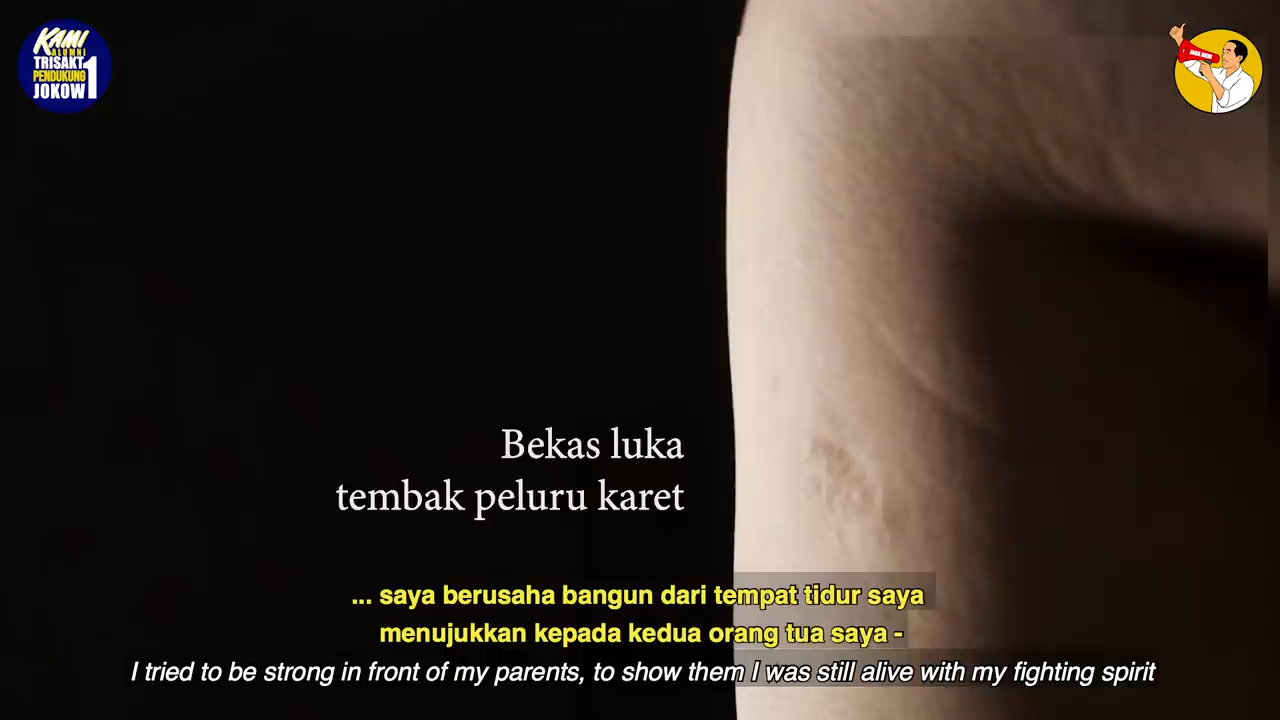 KAMI
ALUMNI
TRISAKT1
PENDUKUNG
JOKOW1
Bekas luka
tembak peluru karet
... saya berusaha bangun dari tempat tidur saya
menujukkan kepada kedua orang tua saya -
I tried to be strong in front of my parents, to show them I was still alive with my fighting spirit